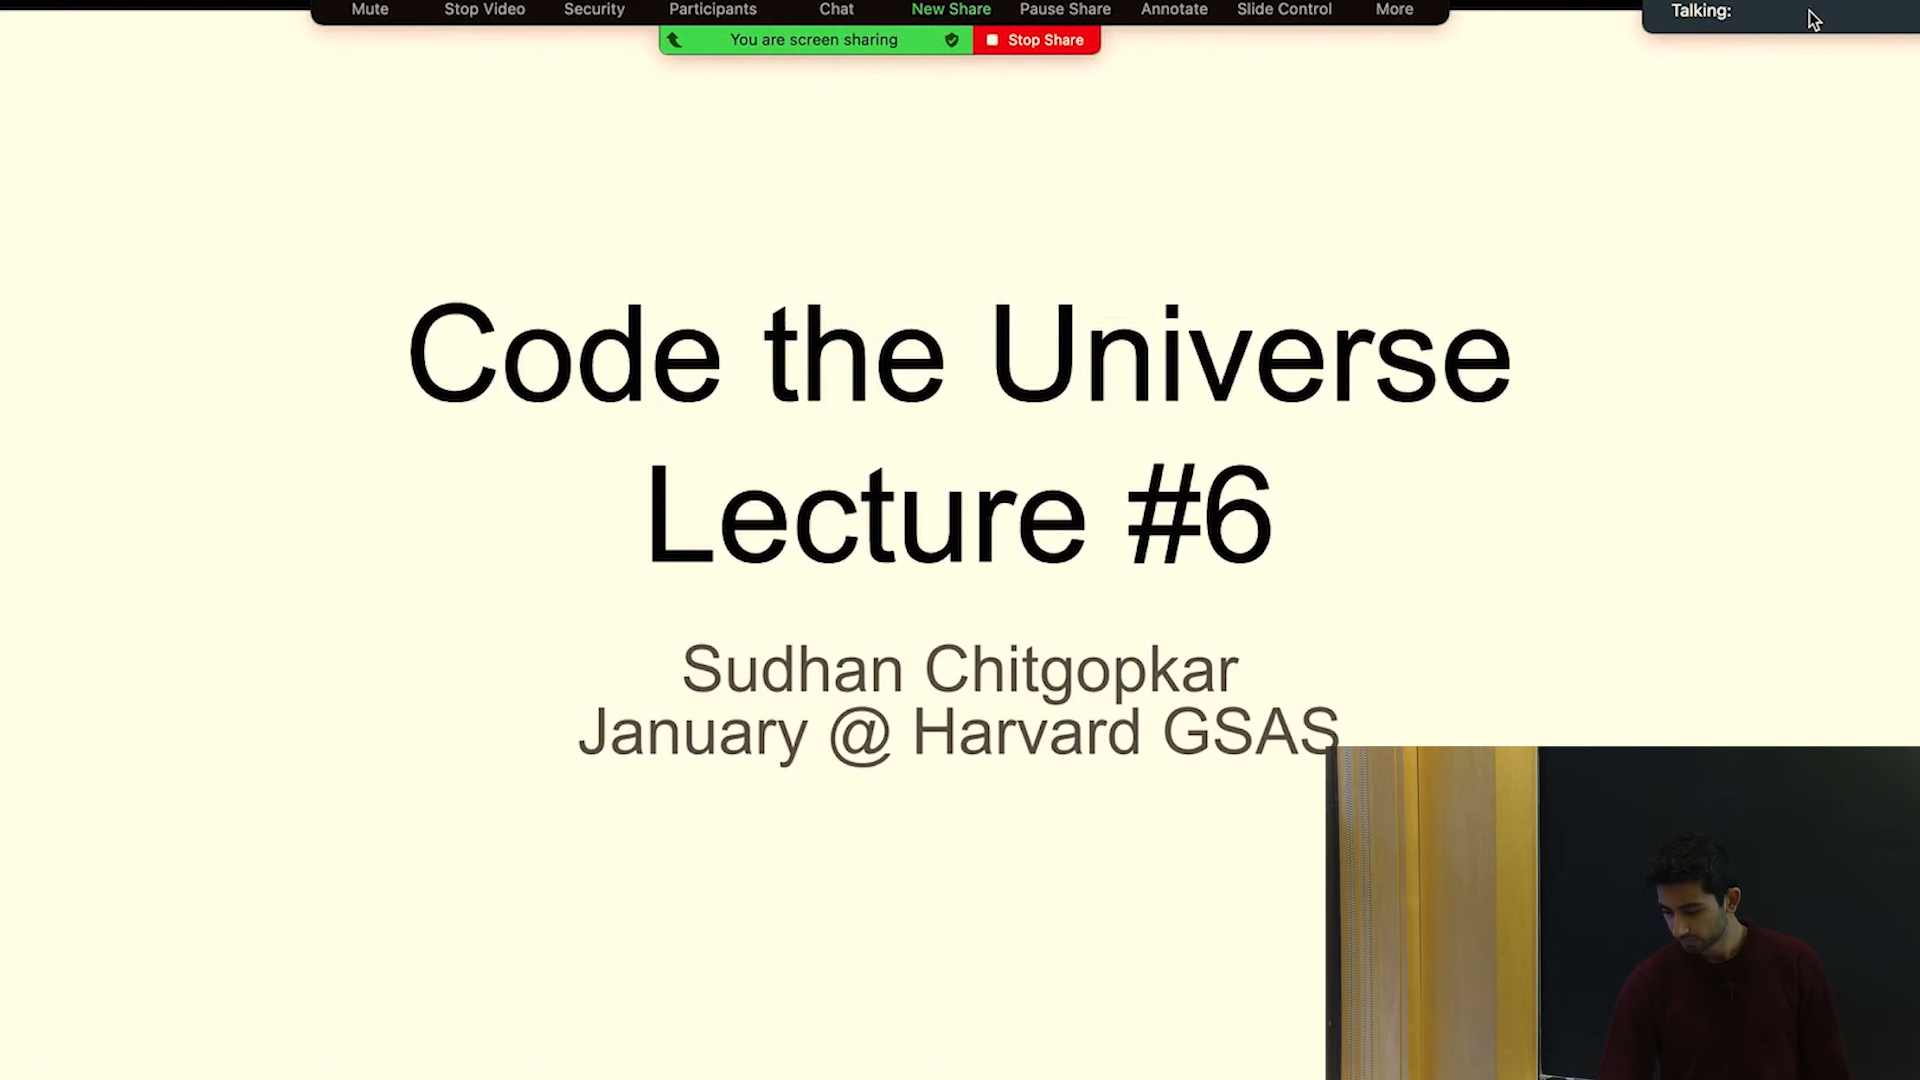 Mute Stop Video Security Participants Chat New Share Pause Share Annotate Slide Control More
Talking:
You are screen sharing Stop Share
Code the Universe
Lecture #6
Sudhan Chitgopkar
January @ Harvard GSAS